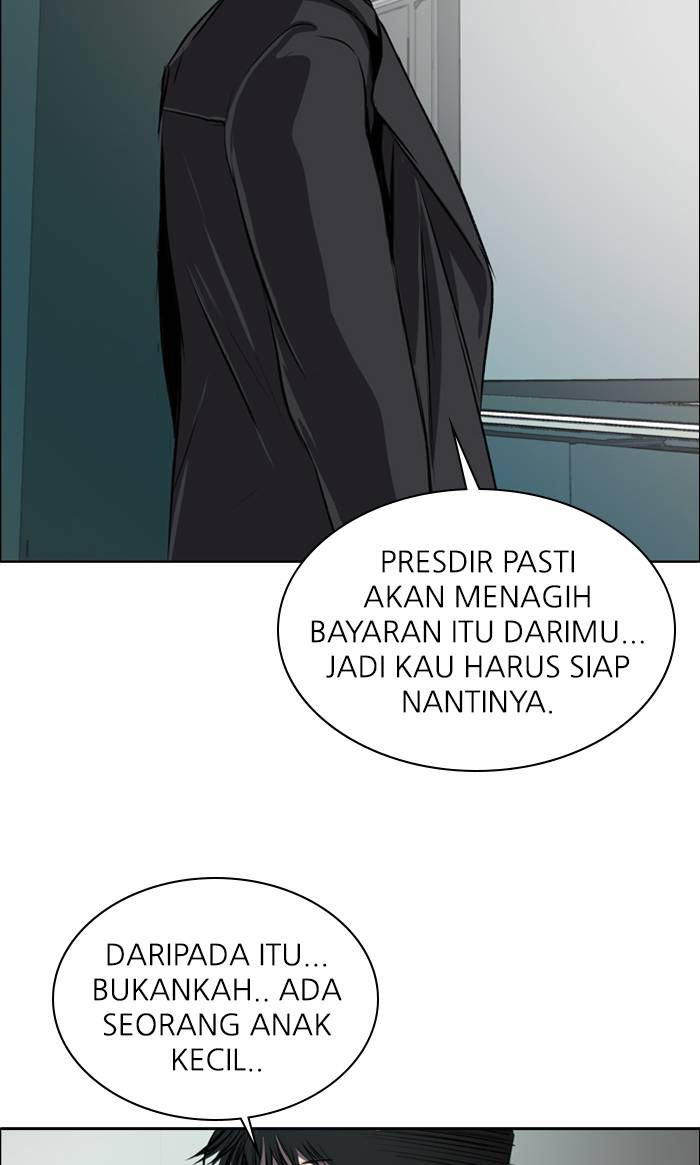 PRESDIR PASTI
AKAN MENAGIH
BAYARAN ITU DARIMU...
JADI KAU HARUS SIAP
NANTINYA.
DARIPADA ITU...
BUKANKAH.. ADA
SEORANG ANAK
KECIL..